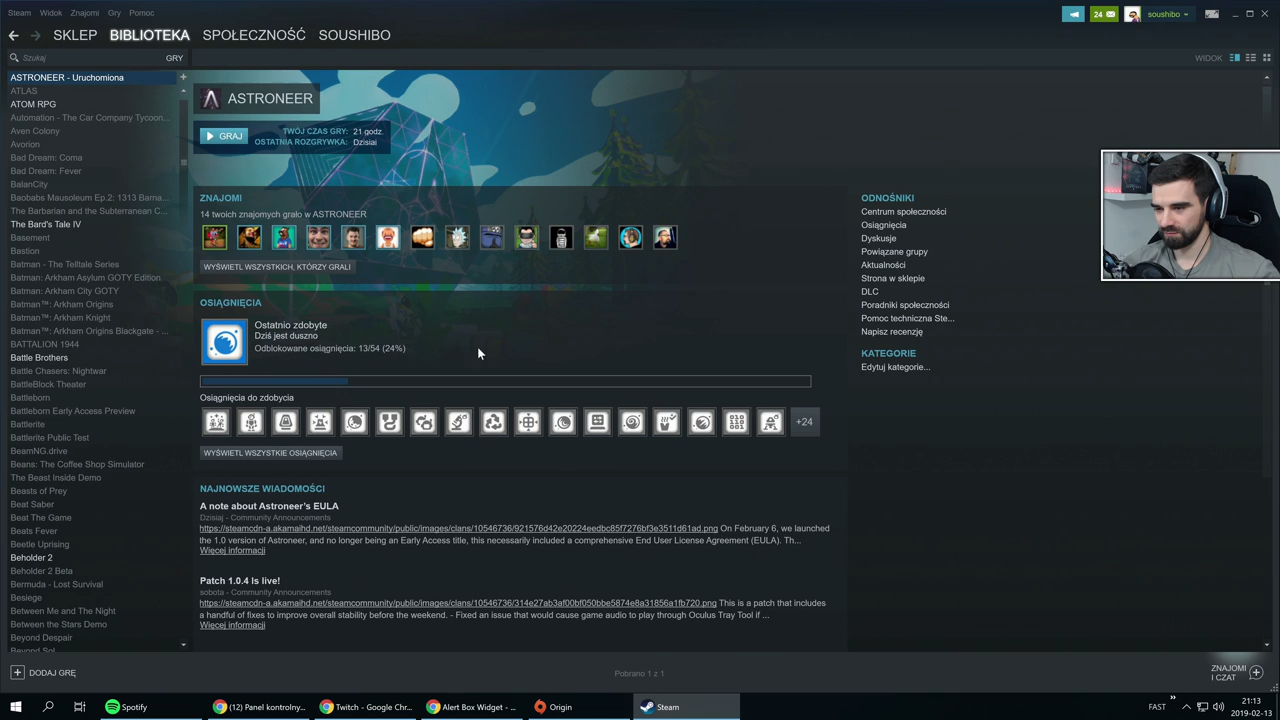 Steam Widok Znajomi Gry Pomoc
24 soushibo
SKLEP BIBLIOTEKA SPOŁECZNOŚĆ SOUSHIBO
Szukaj GRY WIDOK
ASTRONEER - Uruchomiona
ATLAS
ATOM RPG
Automation - The Car Company Tycoon...
Aven Colony
Avorion
Bad Dream: Coma
Bad Dream: Fever
BalanCity
Baobabs Mausoleum Ep.2: 1313 Barna...
The Barbarian and the Subterranean C...
The Bard's Tale IV
Basement
Bastion
Batman - The Telltale Series
Batman: Arkham Asylum GOTY Edition
Batman: Arkham City GOTY
Batman™: Arkham Origins
Batman™: Arkham Knight
Batman™: Arkham Origins Blackgate - ...
BATTALION 1944
Battle Brothers
Battle Chasers: Nightwar
BattleBlock Theater
Battleborn
Battleborn Early Access Preview
Battlerite
Battlerite Public Test
BeamNG.drive
Beans: The Coffee Shop Simulator
The Beast Inside Demo
Beasts of Prey
Beat Saber
Beat The Game
Beats Fever
Beetle Uprising
Beholder 2
Beholder 2 Beta
Bermuda - Lost Survival
Besiege
Between Me and The Night
Between the Stars Demo
Beyond Despair
ASTRONEER
GRAJ
TWÓJ CZAS GRY: 21 godz.
OSTATNIA ROZGRYWKA: Dzisiaj
ZNAJOMI
14 twoich znajomych grało w ASTRONEER
WYŚWIETL WSZYSTKICH, KTÓRZY GRALI
OSIĄGNIĘCIA
Ostatnio zdobyte
Dziś jest duszno
Odblokowane osiągnięcia: 13/54 (24%)
Osiągnięcia do zdobycia
+24
WYŚWIETL WSZYSTKIE OSIĄGNIĘCIA
NAJNOWSZE WIADOMOŚCI
A note about Astroneer's EULA
Dzisiaj - Community Announcements
https://steamcdn-a.akamaihd.net/steamcommunity/public/images/clans/10546736/921576d42e20224eedbc85f7276bf3e3511d61ad.png On February 6, we launched
the 1.0 version of Astroneer, and no longer being an Early Access title, this necessarily included a comprehensive End User License Agreement (EULA). Th...
Więcej informacji
Patch 1.0.4 Is live!
sobota - Community Announcements
https://steamcdn-a.akamaihd.net/steamcommunity/public/images/clans/10546736/314e27ab3af00bf050bbe5874e8a31856a1fb720.png This is a patch that includes
a handful of fixes to improve overall stability before the weekend. - Fixed an issue that would cause game audio to play through Oculus Tray Tool if ...
Więcej informacji
ODNOŚNIKI
Centrum społeczności
Osiągnięcia
Dyskusje
Powiązane grupy
Aktualności
Strona w sklepie
DLC
Poradniki społeczności
Pomoc techniczna Ste...
Napisz recenzję
KATEGORIE
Edytuj kategorie...
DODAJ GRĘ
Pobrano 1 z 1
ZNAJOMI
I CZAT
Spotify (12) Panel kontrolny... Twitch - Google Chr... Alert Box Widget - ... Origin Steam
FAST
21:13
2019-02-13